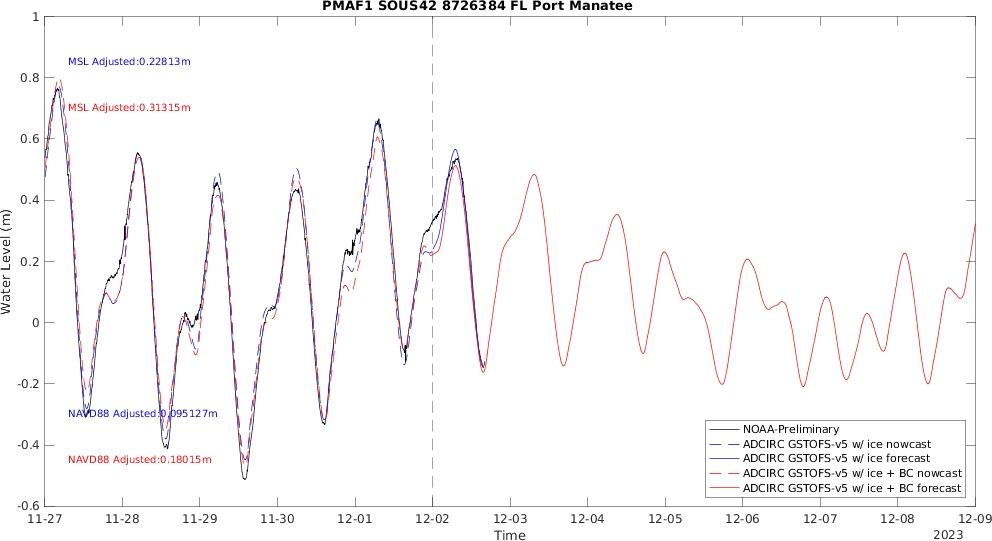 PMAF1 SOUS42 8726384 FL Port Manatee
1
0.8
0.6
0.4
0.2
0
-0.2
-0.4
-0.6
Water Level (m)
MSL Adjusted:0.22813m
MSL Adjusted:0.31315m
NAVD88 Adjusted:0.095127m
NAVD88 Adjusted:0.18015m
NOAA-Preliminary
ADCIRC GSTOFS-v5 w/ ice nowcast
ADCIRC GSTOFS-v5 w/ ice forecast
ADCIRC GSTOFS-v5 w/ ice + BC nowcast
ADCIRC GSTOFS-v5 w/ ice + BC forecast
11-27 11-28 11-29 11-30 12-01 12-02 12-03 12-04 12-05 12-06 12-07 12-08 12-09
Time
2023